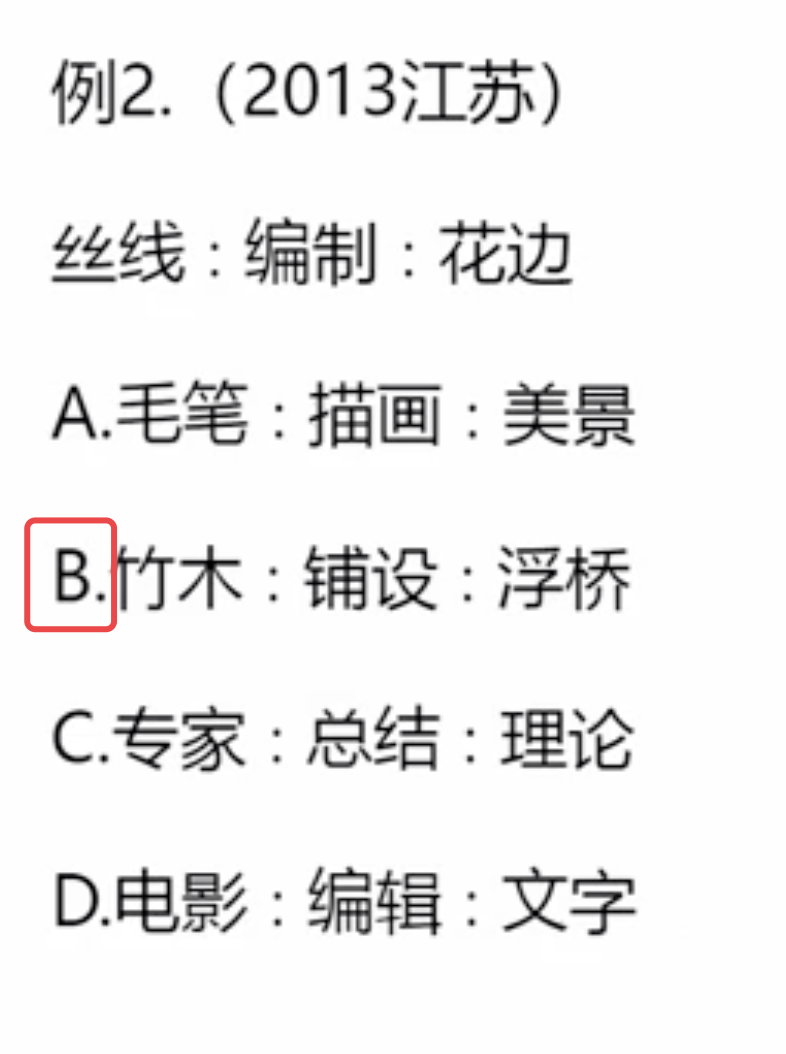 例2.（2013江苏）
丝线：编制：花边
A.毛笔：描画：美景
B.竹木：铺设：浮桥
C.专家：总结：理论
D.电影：编辑：文字